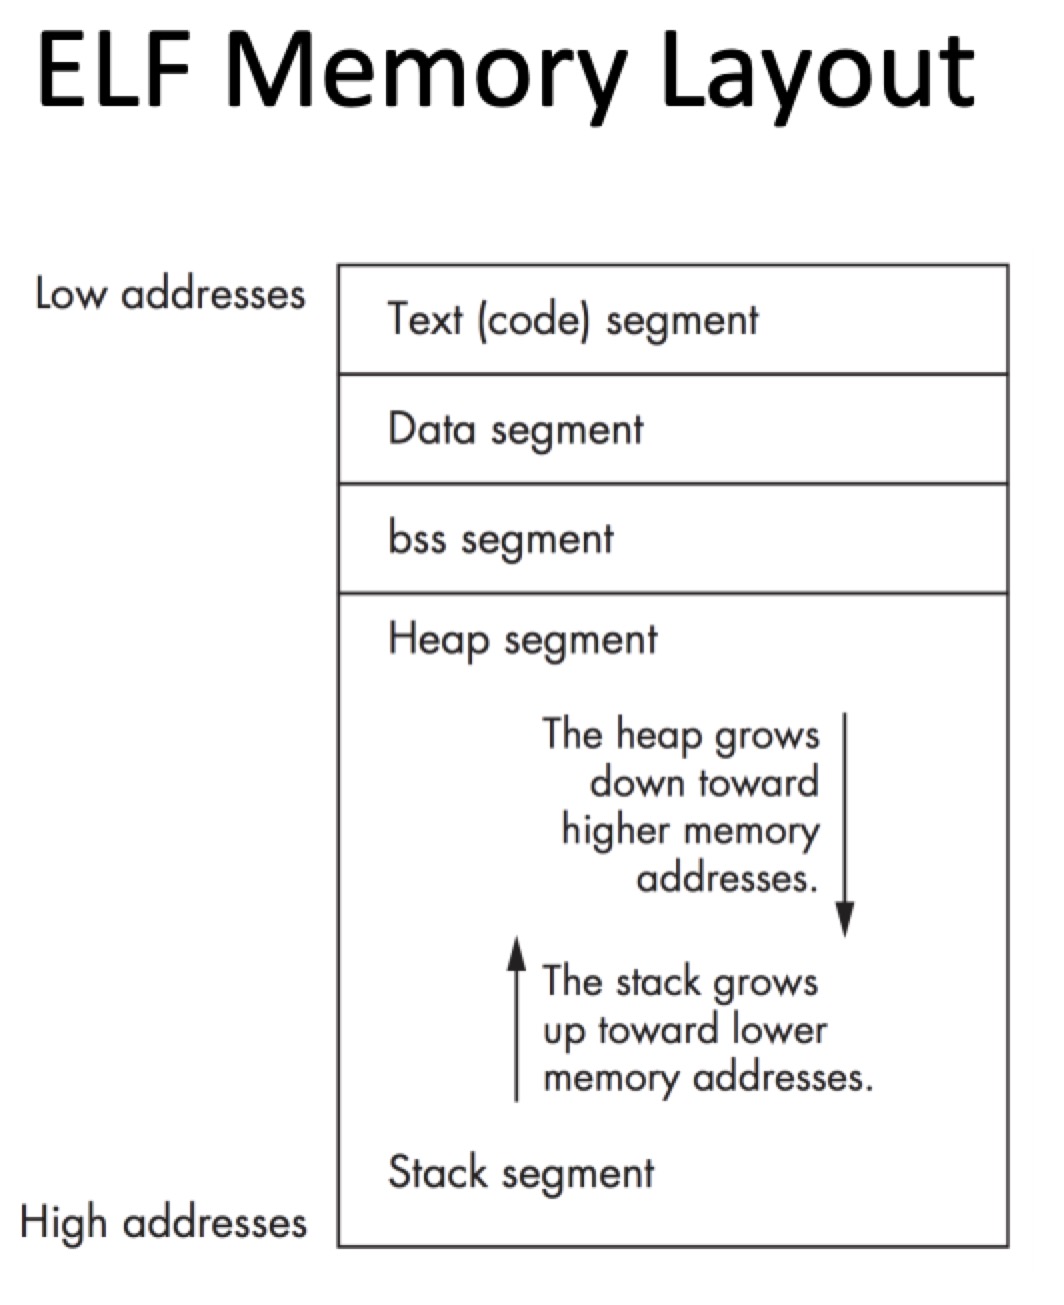 ELF Memory Layout
Low addresses
Text (code) segment
Data segment
bss segment
Heap segment
The heap grows
down toward
higher memory
addresses.
The stack grows
up toward lower
memory addresses.
Stack segment
High addresses